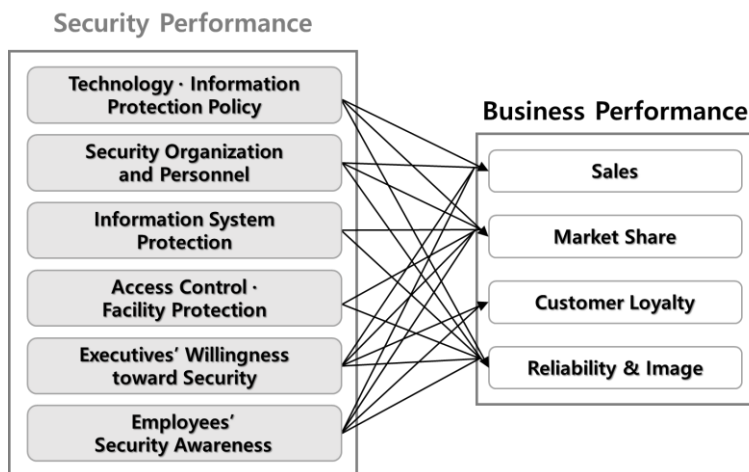 Security Performance
Technology · Information
Protection Policy
Security Organization
and Personnel
Information System
Protection
Access Control ·
Facility Protection
Executives’ Willingness
toward Security
Employees’
Security Awareness
Business Performance
Sales
Market Share
Customer Loyalty
Reliability & Image